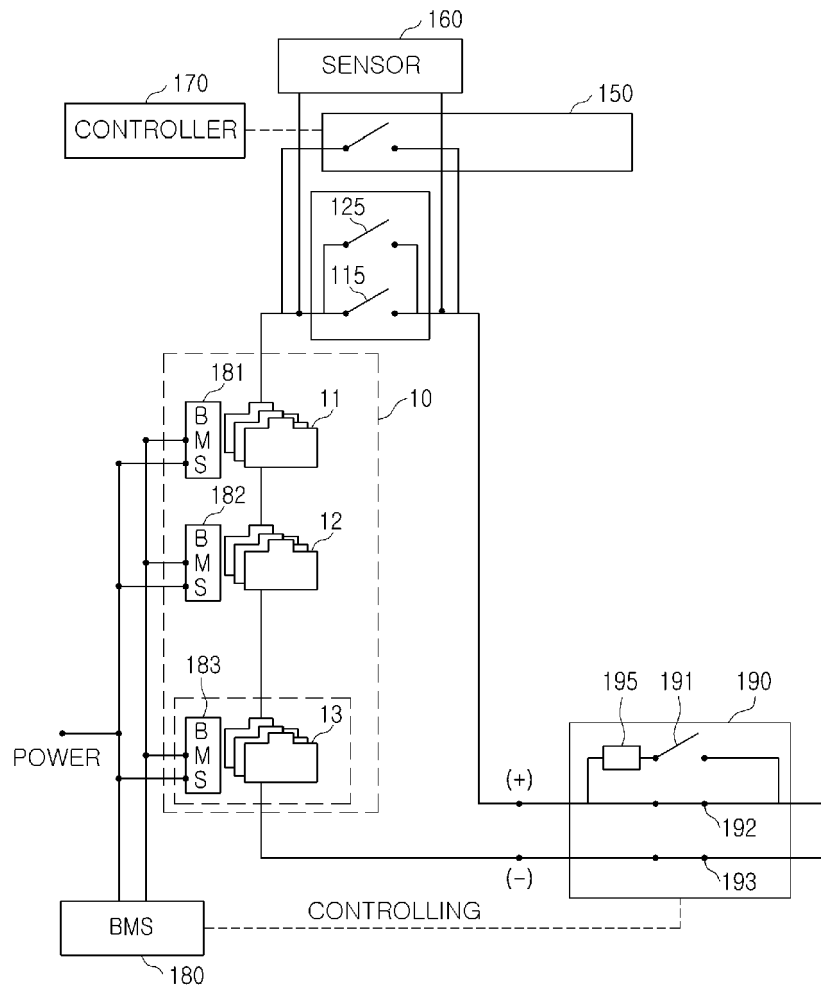 160
SENSOR
170
CONTROLLER
150
125
115
181
B
M
S
11
10
182
B
M
S
12
183
B
M
S
13
POWER
195
191
190
(+)
192
(-)
193
BMS
CONTROLLING
180